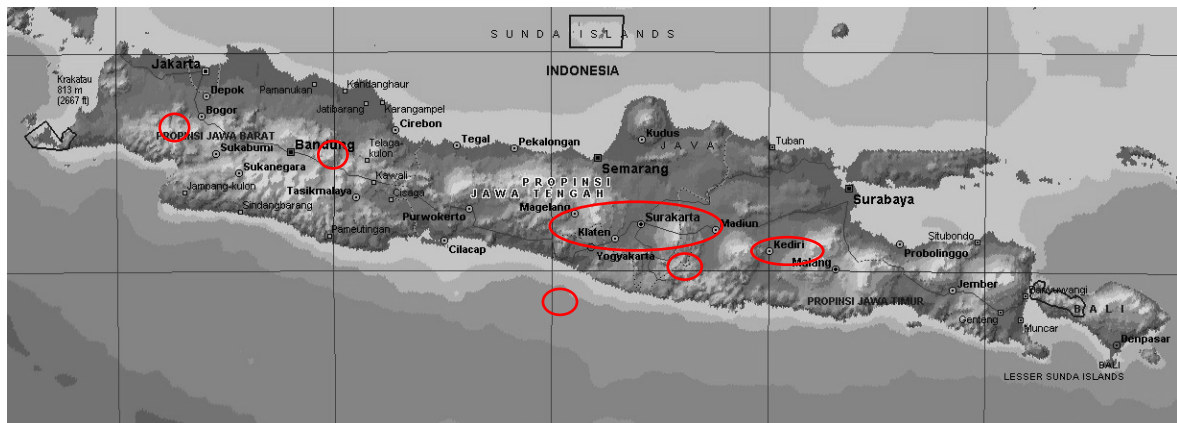 SUNDA ISLANDS
INDONESIA
Jakarta
Krakatau
813 m
(2667 ft)
Depok
Pamanukan
Kandanghaur
Jatibarang
Karangampel
Bogor
PROPINSI JAWA BARAT
Cirebon
Bandung
Sukabumi
Telaga-
kulon
Sukanegara
Kawali
Jampang-kulon
Tasikmalaya
Cisaga
Sindangbarang
Pameutingan
Tegal
Pekalongan
Kudus
JAVA
Tuban
Semarang
PROPINSI
JAWA TENGAH
Surabaya
Purwokerto
Magelang
Surakarta
Madiun
Klaten
Cilacap
Yogyakarta
Kediri
Malang
Situbondo
Probolinggo
Jember
PROPINSI JAWA TIMUR
Genteng
Muncar
BALI
Denpasar
BALI
LESSER SUNDA ISLANDS